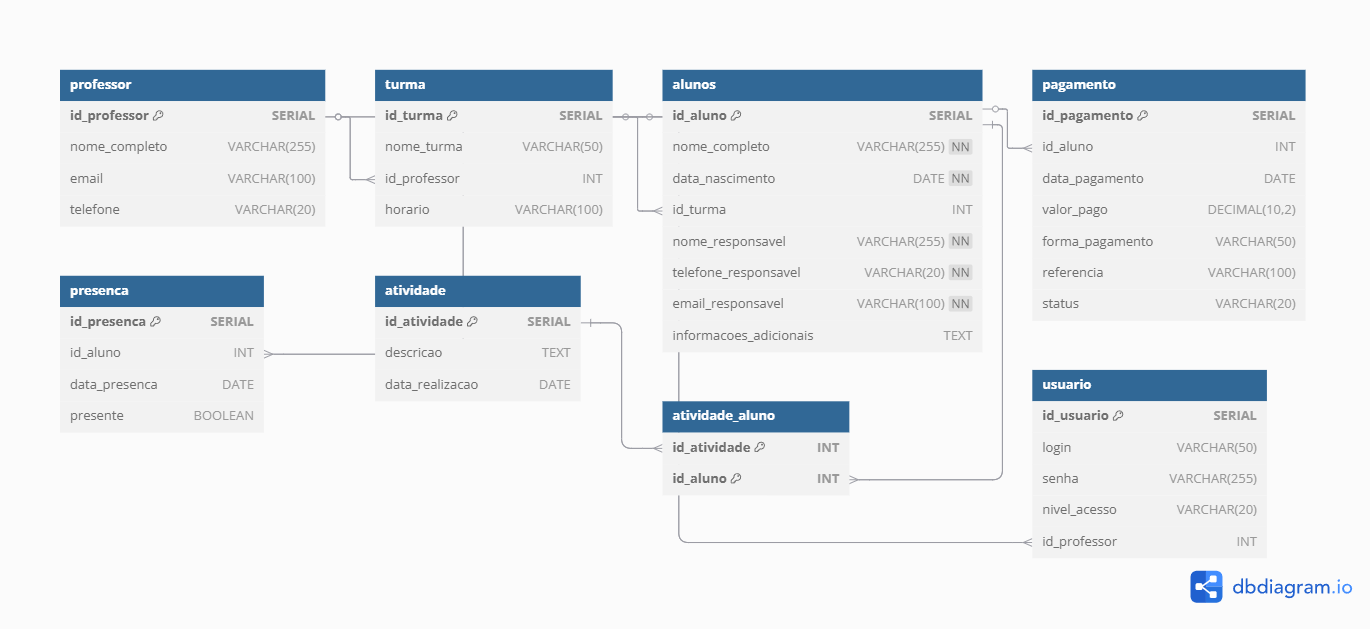 professor
id_professor SERIAL
nome_completo VARCHAR(255)
email VARCHAR(100)
telefone VARCHAR(20)
turma
id_turma SERIAL
nome_turma VARCHAR(50)
id_professor INT
horario VARCHAR(100)
alunos
id_aluno SERIAL
nome_completo VARCHAR(255) NN
data_nascimento DATE NN
id_turma INT
nome_responsavel VARCHAR(255) NN
telefone_responsavel VARCHAR(20) NN
email_responsavel VARCHAR(100) NN
informacoes_adicionais TEXT
pagamento
id_pagamento SERIAL
id_aluno INT
data_pagamento DATE
valor_pago DECIMAL(10,2)
forma_pagamento VARCHAR(50)
referencia VARCHAR(100)
status VARCHAR(20)
presenca
id_presenca SERIAL
id_aluno INT
data_presenca DATE
presente BOOLEAN
atividade
id_atividade SERIAL
descricao TEXT
data_realizacao DATE
atividade_aluno
id_atividade INT
id_aluno INT
usuario
id_usuario SERIAL
login VARCHAR(50)
senha VARCHAR(255)
nivel_acesso VARCHAR(20)
id_professor INT
dbdiagram.io